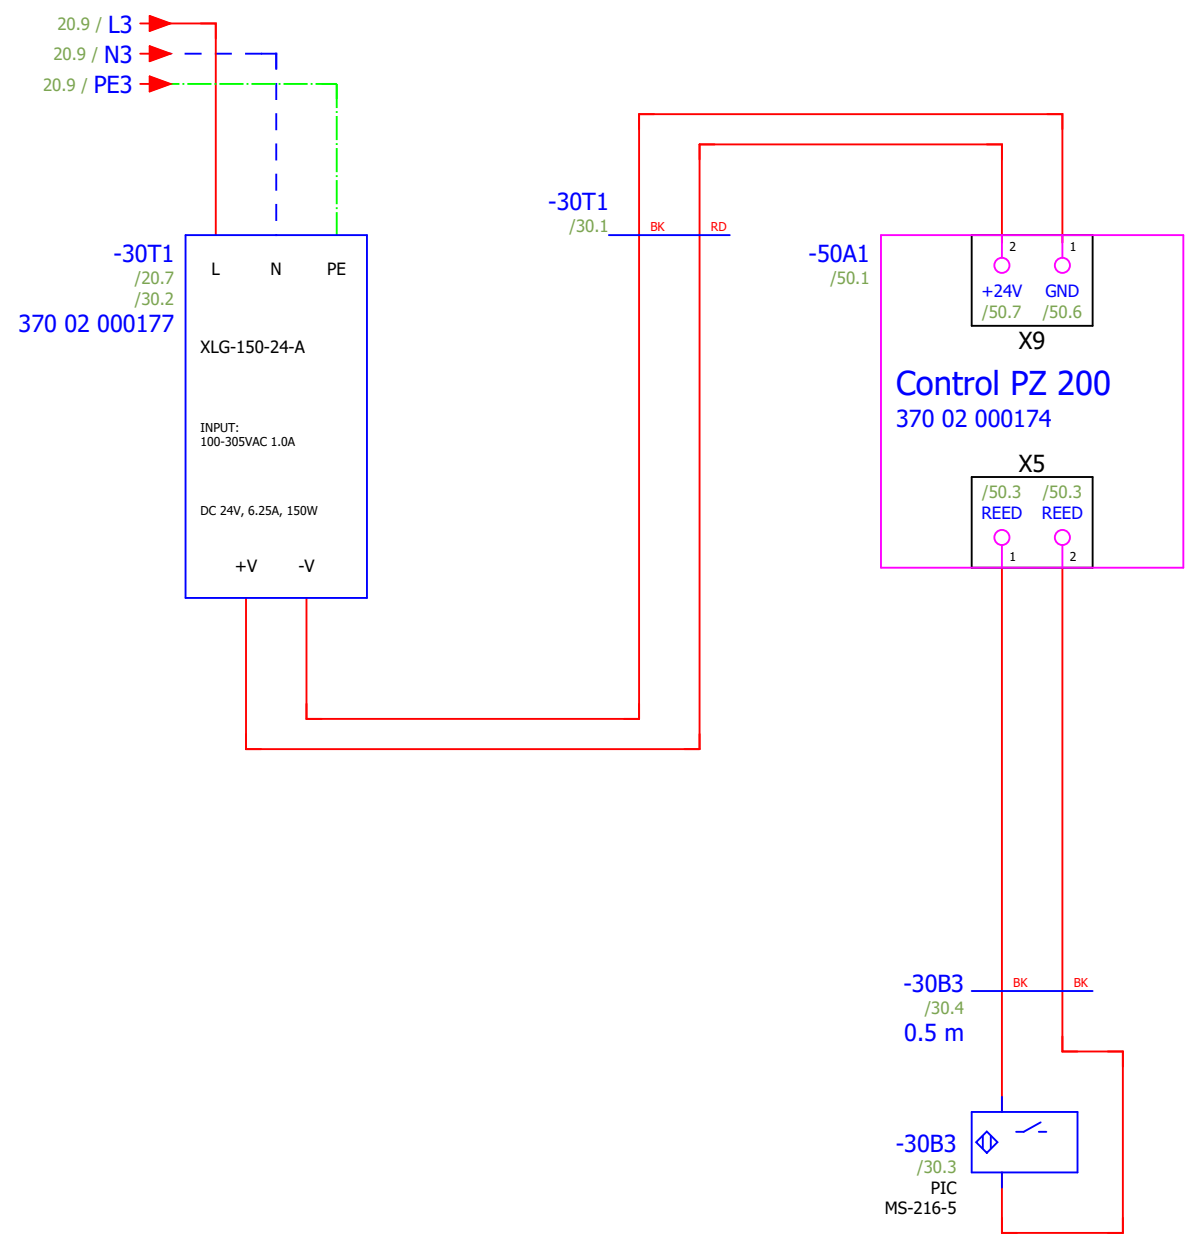 20.9 / L3
20.9 / N3
20.9 / PE3
-30T1
/20.7
/30.2
370 02 000177
L N PE
XLG-150-24-A
INPUT:
100-305VAC 1.0A
DC 24V, 6.25A, 150W
+V -V
-30T1
/30.1
BK RD
-50A1
/50.1
2 1
+24V GND
/50.7 /50.6
X9
Control PZ 200
370 02 000174
X5
/50.3 /50.3
REED REED
1 2
-30B3
/30.4
0.5 m
BK BK
-30B3
/30.3
PIC
MS-216-5